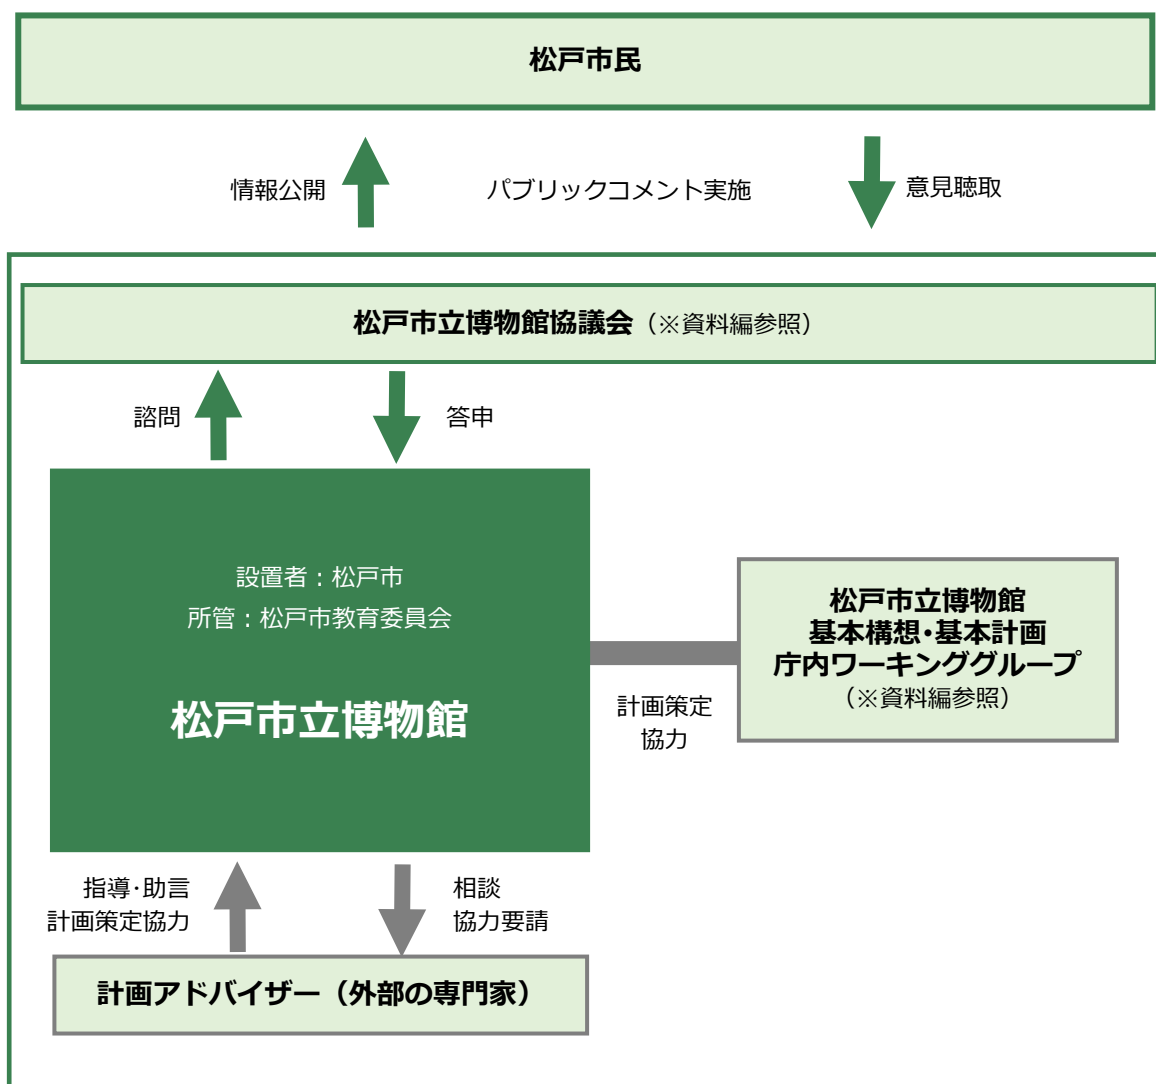 松戸市民
情報公開
パブリックコメント実施
意見聴取
松戸市立博物館協議会（※資料編参照）
諮問
答申
設置者：松戸市
所管：松戸市教育委員会
松戸市立博物館
松戸市立博物館
基本構想・基本計画
庁内ワーキンググループ
（※資料編参照）
計画策定
協力
指導・助言
計画策定協力
相談
協力要請
計画アドバイザー（外部の専門家）